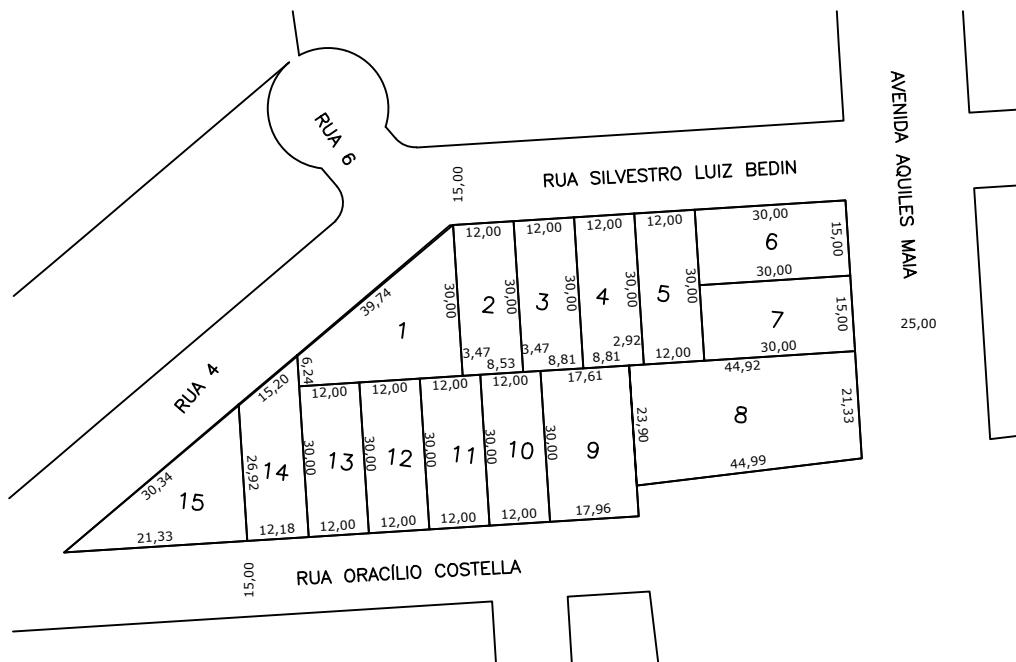 RUA 6
AVENIDA AQUILES MAIA
15,00
RUA SILVESTRO LUIZ BEDIN
12,00 12,00 12,00 12,00 30,00
6 15,00
30,00
39,74 30,00 30,00 30,00 30,00 30,00
1 2 3 4 5
7 15,00
25,00
3,47 8,53 3,47 8,81 8,81 2,92 12,00 30,00
RUA 4
6,24
15,20
12,00 12,00 12,00 12,00 17,61 44,92
8 21,33
23,90
44,99
30,34 26,92 30,00 30,00 30,00 30,00 30,00
15 14 13 12 11 10 9
21,33 12,18 12,00 12,00 12,00 12,00 17,96
15,00
RUA ORACÍLIO COSTELLA